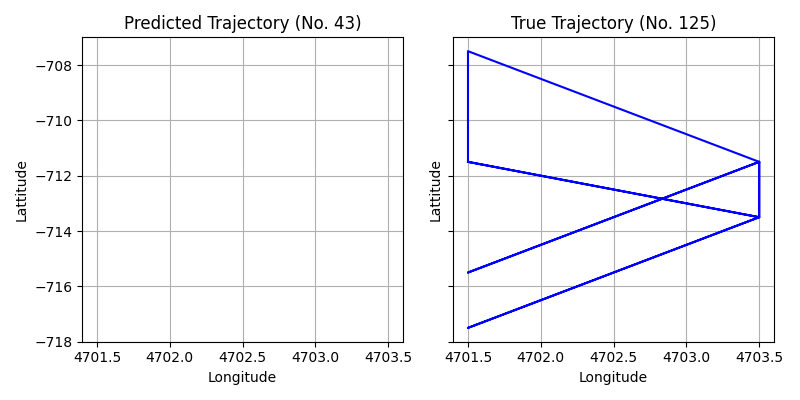 Predicted Trajectory (No. 43)
True Trajectory (No. 125)
Lattitude
−708
−710
−712
−714
−716
−718
4701.5 4702.0 4702.5 4703.0 4703.5
Longitude
Lattitude
4701.5 4702.0 4702.5 4703.0 4703.5
Longitude